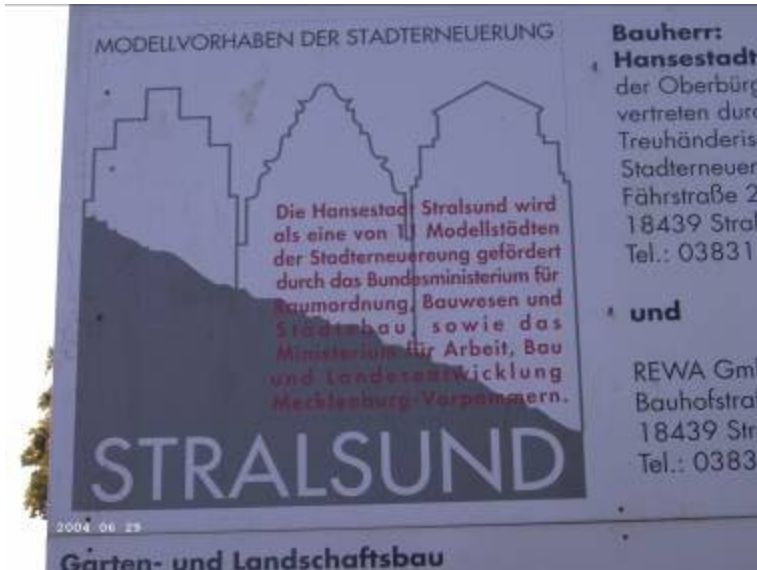 MODELLVORHABEN DER STADTERNEUERUNG
Die Hansestadt Stralsund wird
als eine von 11 Modellstädten
der Stadterneuereung gefördert
durch das Bundesministerium für
Raumordnung, Bauwesen und
Städtebau, sowie das
Ministerium für Arbeit, Bau
und Landesentwicklung
Mecklenburg-Vorpommern.
STRALSUND
2004 06 29
Bauherr:
Hansestadt
der Oberbürg
vertreten durc
Treuhänderis
Stadterneuer
Fährstraße 2
18439 Stral
Tel.: 03831
und
REWA Gmb
Bauhofstraß
18439 Str
Tel.: 0383
Garten- und Landschaftsbau